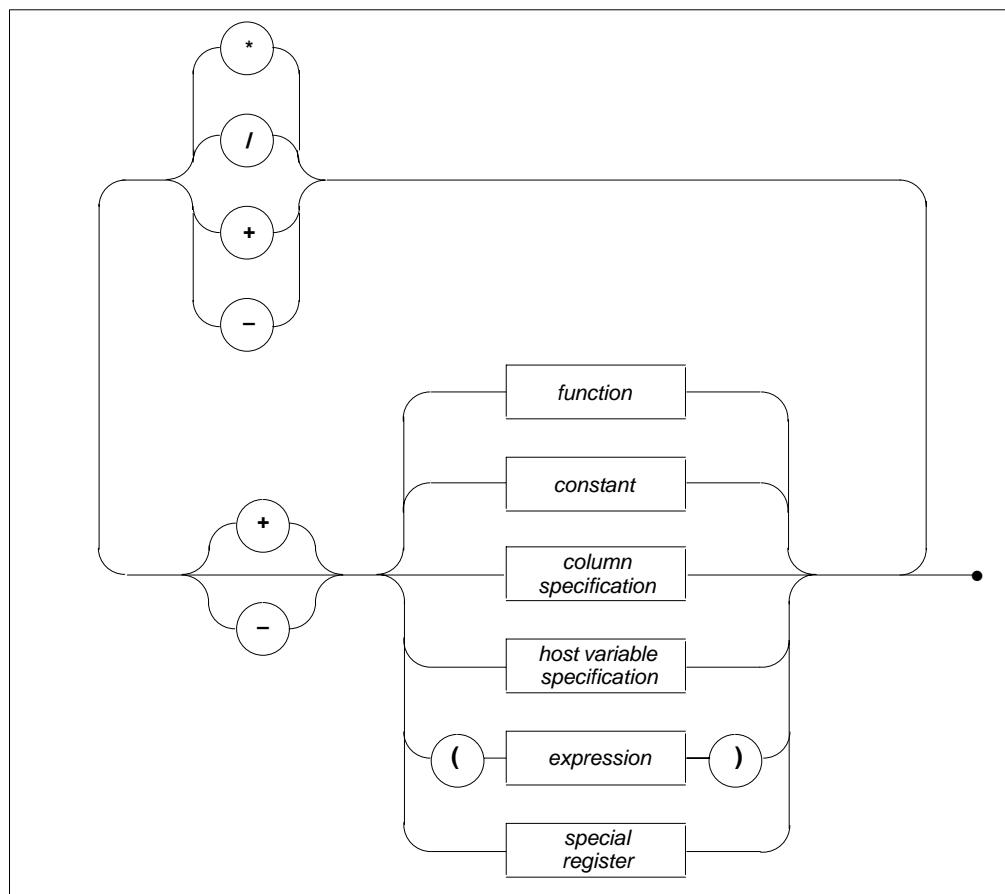 *
/
+
–
function
constant
+
column
specification
–
host variable
specification
(
expression
)
special
register